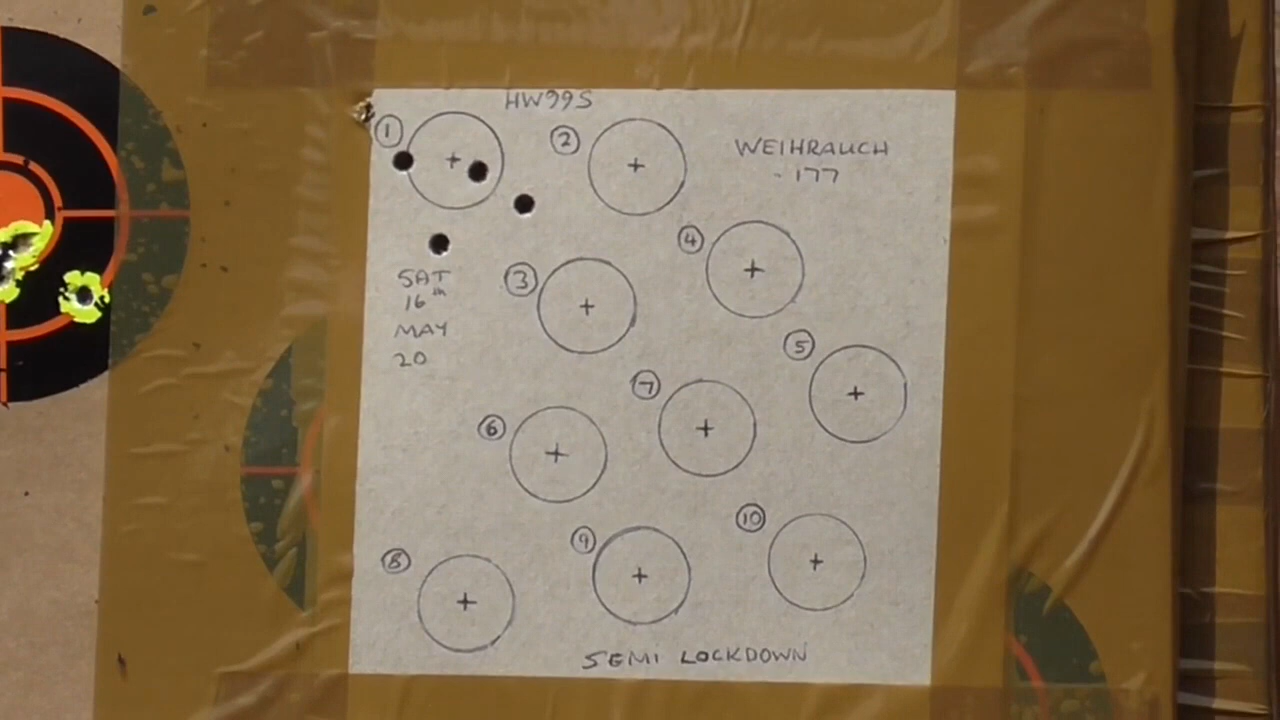 HW99S
WEIHRAUCH
.177
1
2
3
4
5
6
7
8
9
10
SAT
16th
MAY
20
SEMI LOCKDOWN